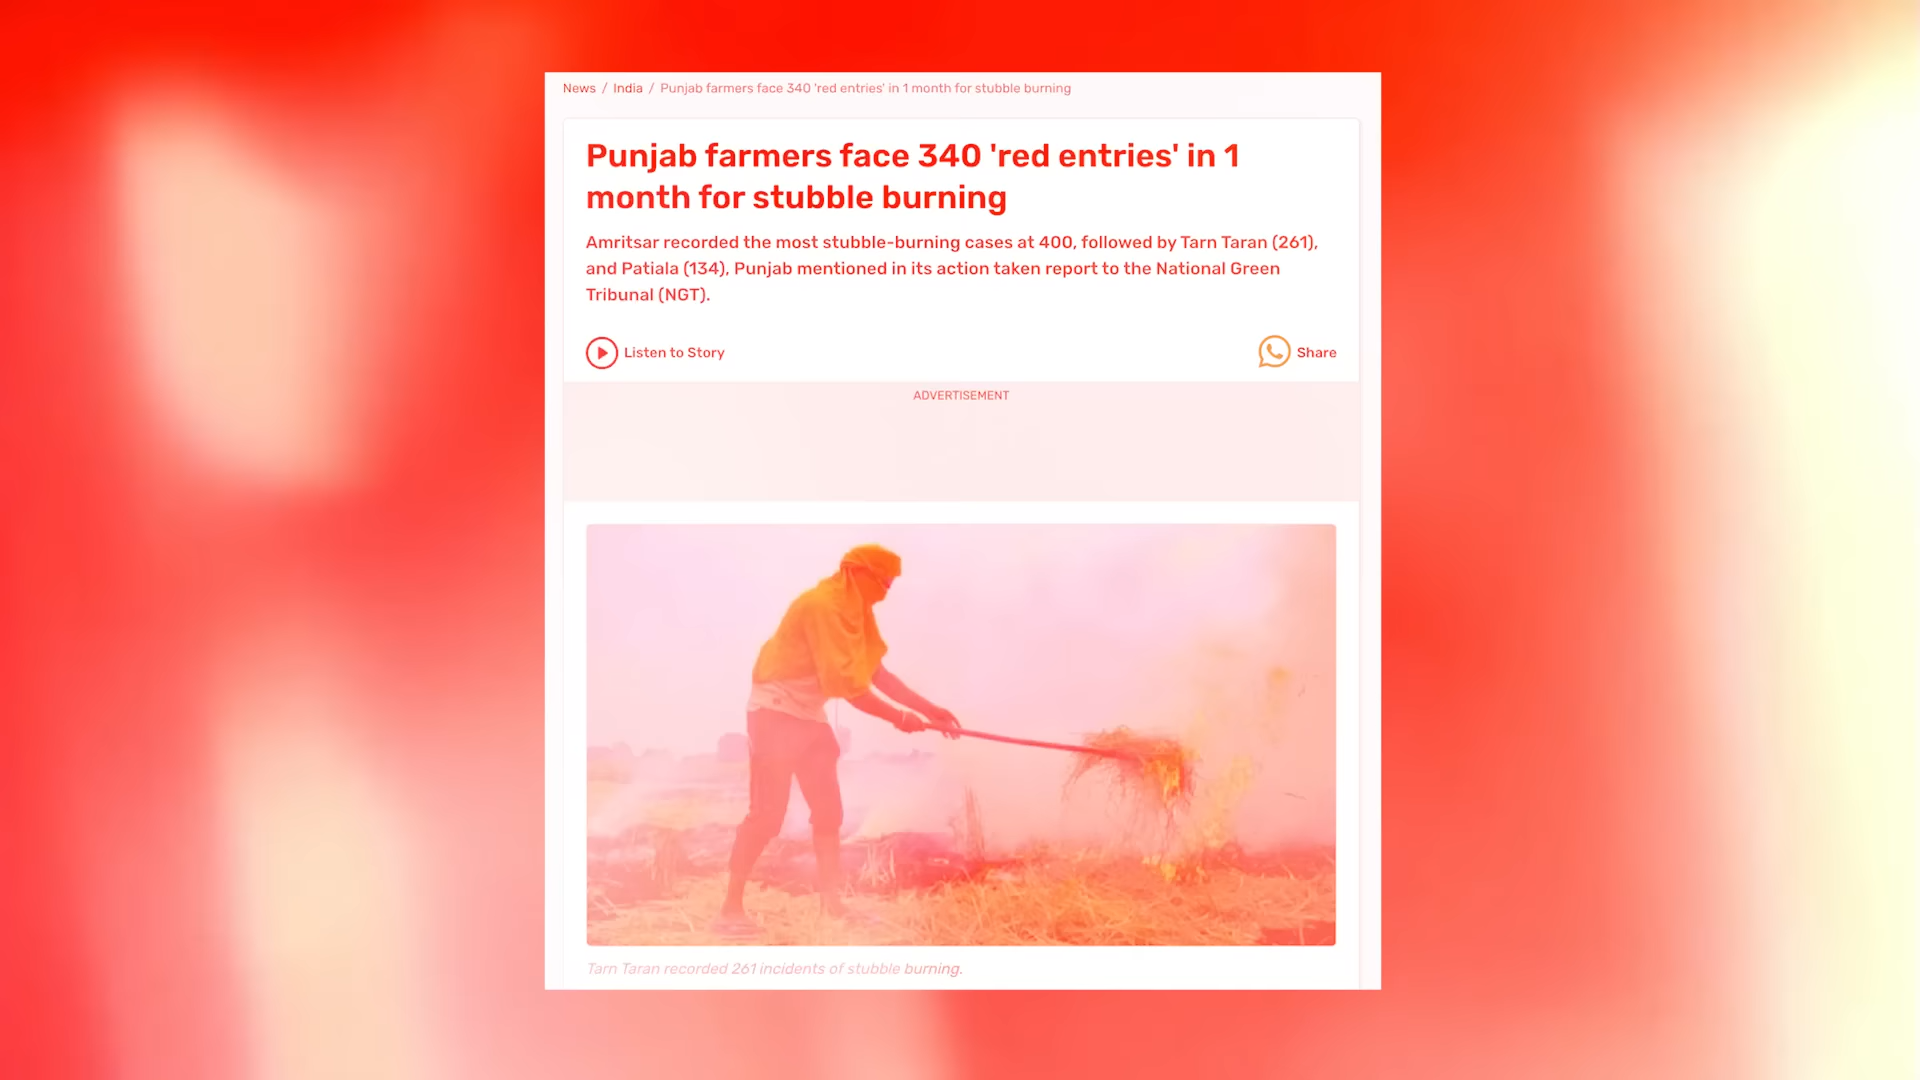 News / India / Punjab farmers face 340 'red entries' in 1 month for stubble burning
Punjab farmers face 340 'red entries' in 1
month for stubble burning
Amritsar recorded the most stubble-burning cases at 400, followed by Tarn Taran (261),
and Patiala (134), Punjab mentioned in its action taken report to the National Green
Tribunal (NGT).
Listen to Story
Share
ADVERTISEMENT
Tarn Taran recorded 261 incidents of stubble burning.